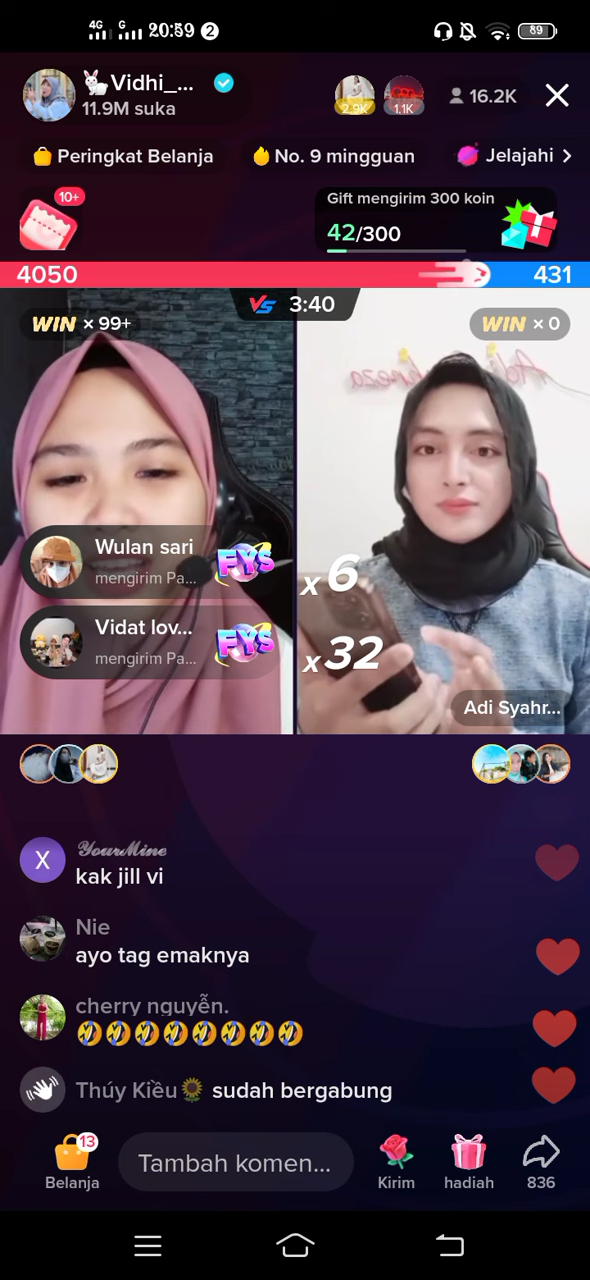 4G G 20:59 2 89
🐇Vidhi_...
11.9M suka
2.9K 1.1K 16.2K
Peringkat Belanja No. 9 mingguan Jelajahi
10+
Gift mengirim 300 koin
42/300
4050 431
VS 3:40
WIN × 99+ WIN × 0
Wulan sari
mengirim Pa...
FYS x6
Vidat lov...
mengirim Pa...
FYS x32
Adi Syahr...
X
𝓨𝓸𝓾𝓻𝓜𝓲𝓷𝓮
kak jill vi
Nie
ayo tag emaknya
cherry nguyễn.
🤣🤣🤣🤣🤣🤣🤣🤣
Thúy Kiều🌻 sudah bergabung
13
Tambah komen...
Belanja Kirim hadiah 836